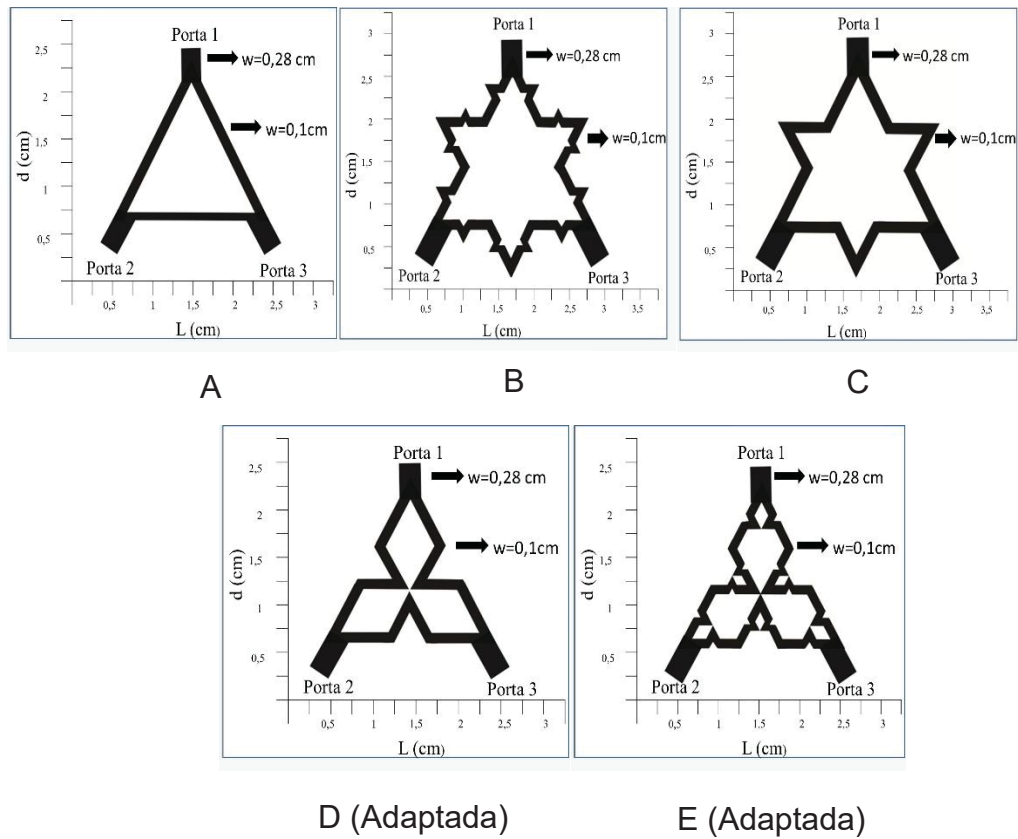 Porta 1
w=0,28 cm
w=0,1cm
Porta 2
Porta 3
d (cm)
2,5
2
1,5
1
0,5
0,5 1 1,5 2 2,5 3
L (cm)
A
Porta 1
w=0,28 cm
w=0,1cm
Porta 2
Porta 3
d (cm)
3
2,5
2
1,5
1
0,5
0,5 1 1,5 2 2,5 3 3,5
L (cm)
B
Porta 1
w=0,28 cm
w=0,1cm
Porta 2
Porta 3
d (cm)
3
2,5
2
1,5
1
0,5
0,5 1 1,5 2 2,5 3 3,5
L (cm)
C
Porta 1
w=0,28 cm
w=0,1cm
Porta 2
Porta 3
d (cm)
2,5
2
1,5
1
0,5
0,5 1 1,5 2 2,5 3
L (cm)
D (Adaptada)
Porta 1
w=0,28 cm
w=0,1cm
Porta 2
Porta 3
d (cm)
2,5
2
1,5
1
0,5
0,5 1 1,5 2 2,5 3
L (cm)
E (Adaptada)